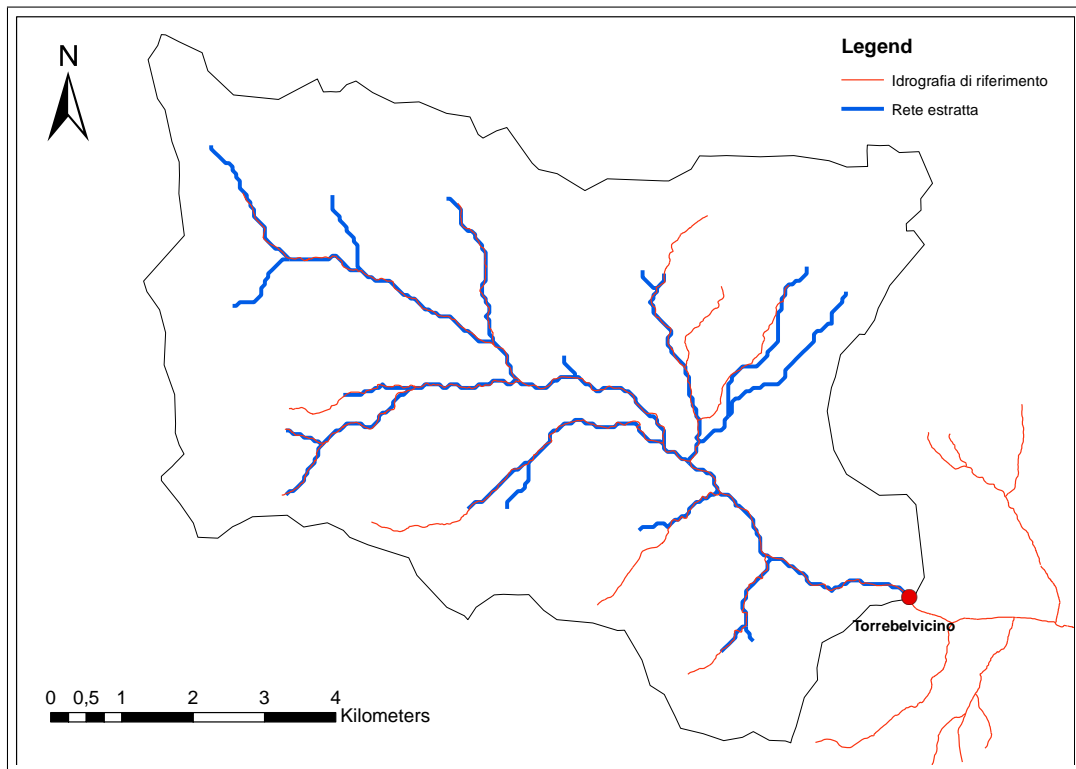 N
Legend
Idrografia di riferimento
Rete estratta
Torrebelvicino
0 0,5 1 2 3 4
Kilometers